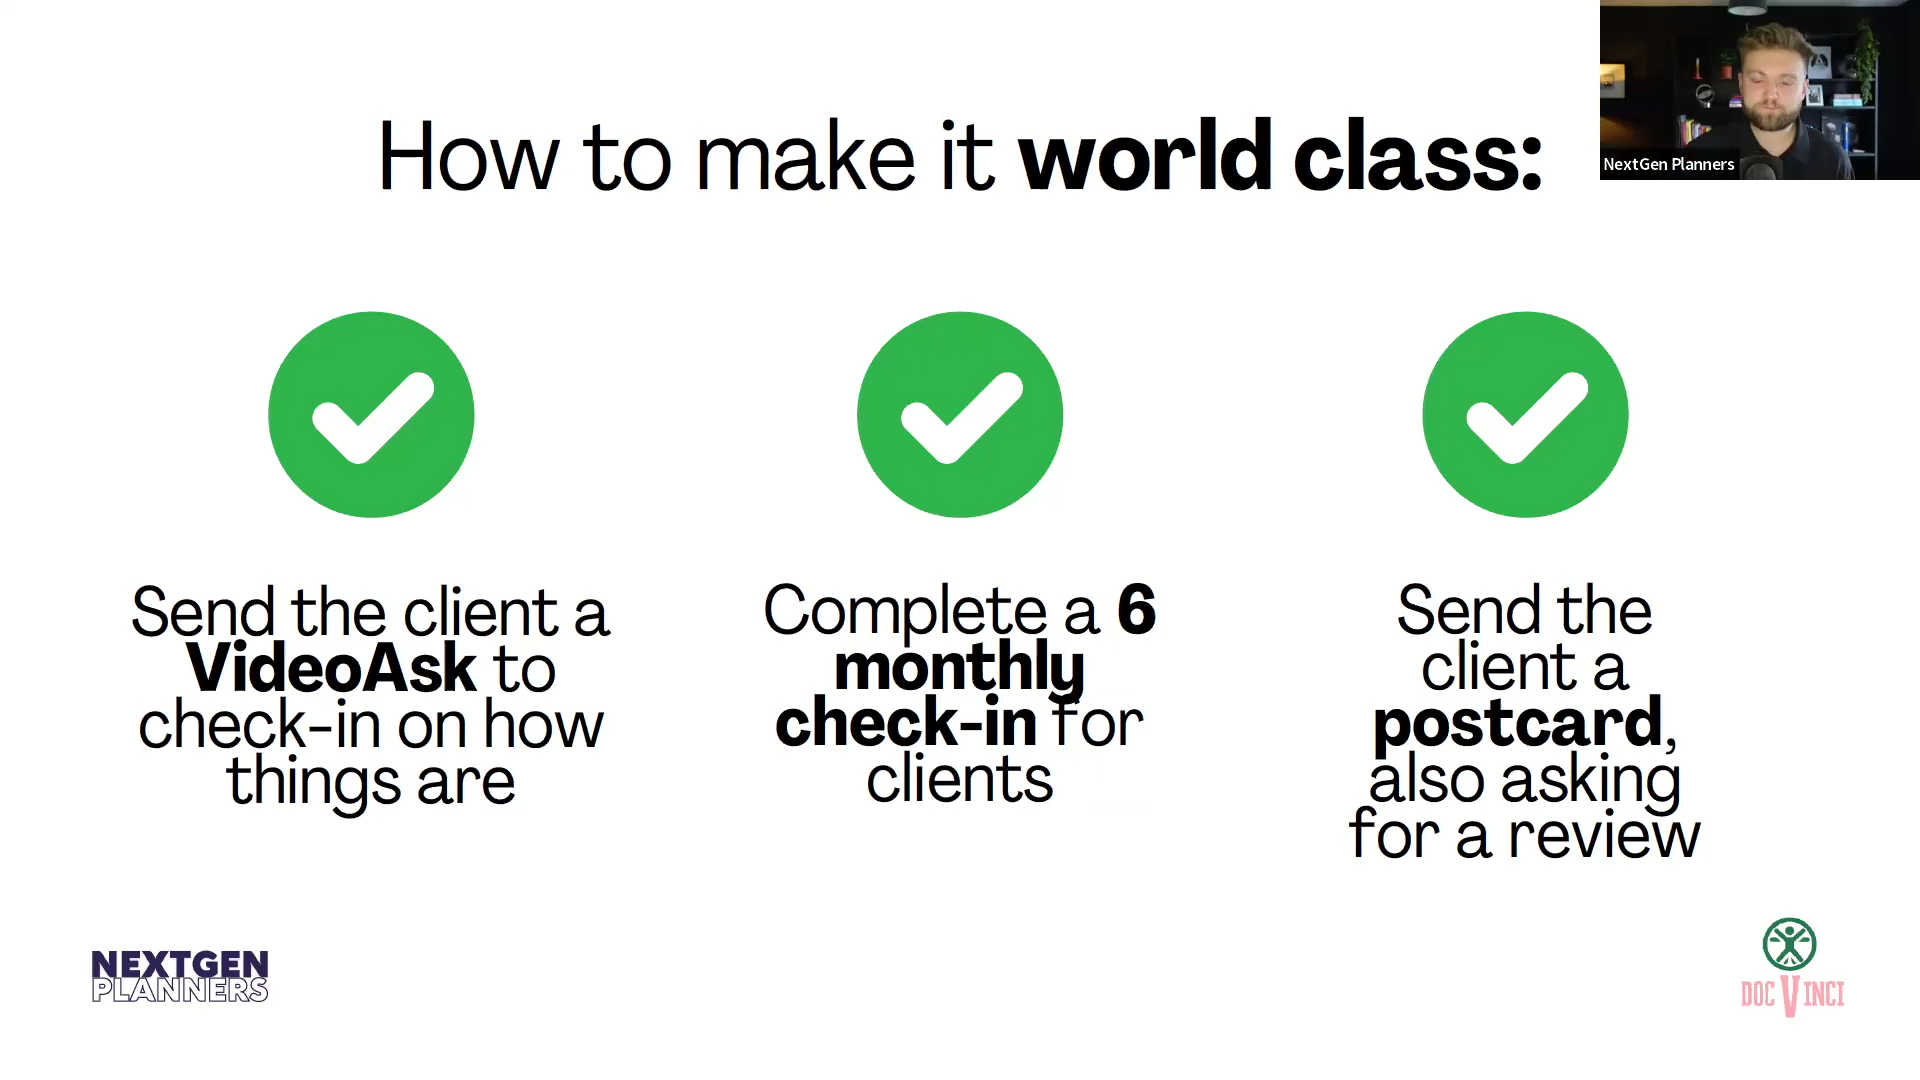 How to make it world class:
NextGen Planners
Send the client a
VideoAsk to
check-in on how
things are
Complete a 6
monthly
check-in for
clients
Send the
client a
postcard,
also asking
for a review
NEXTGEN
PLANNERS
DOC VINCI